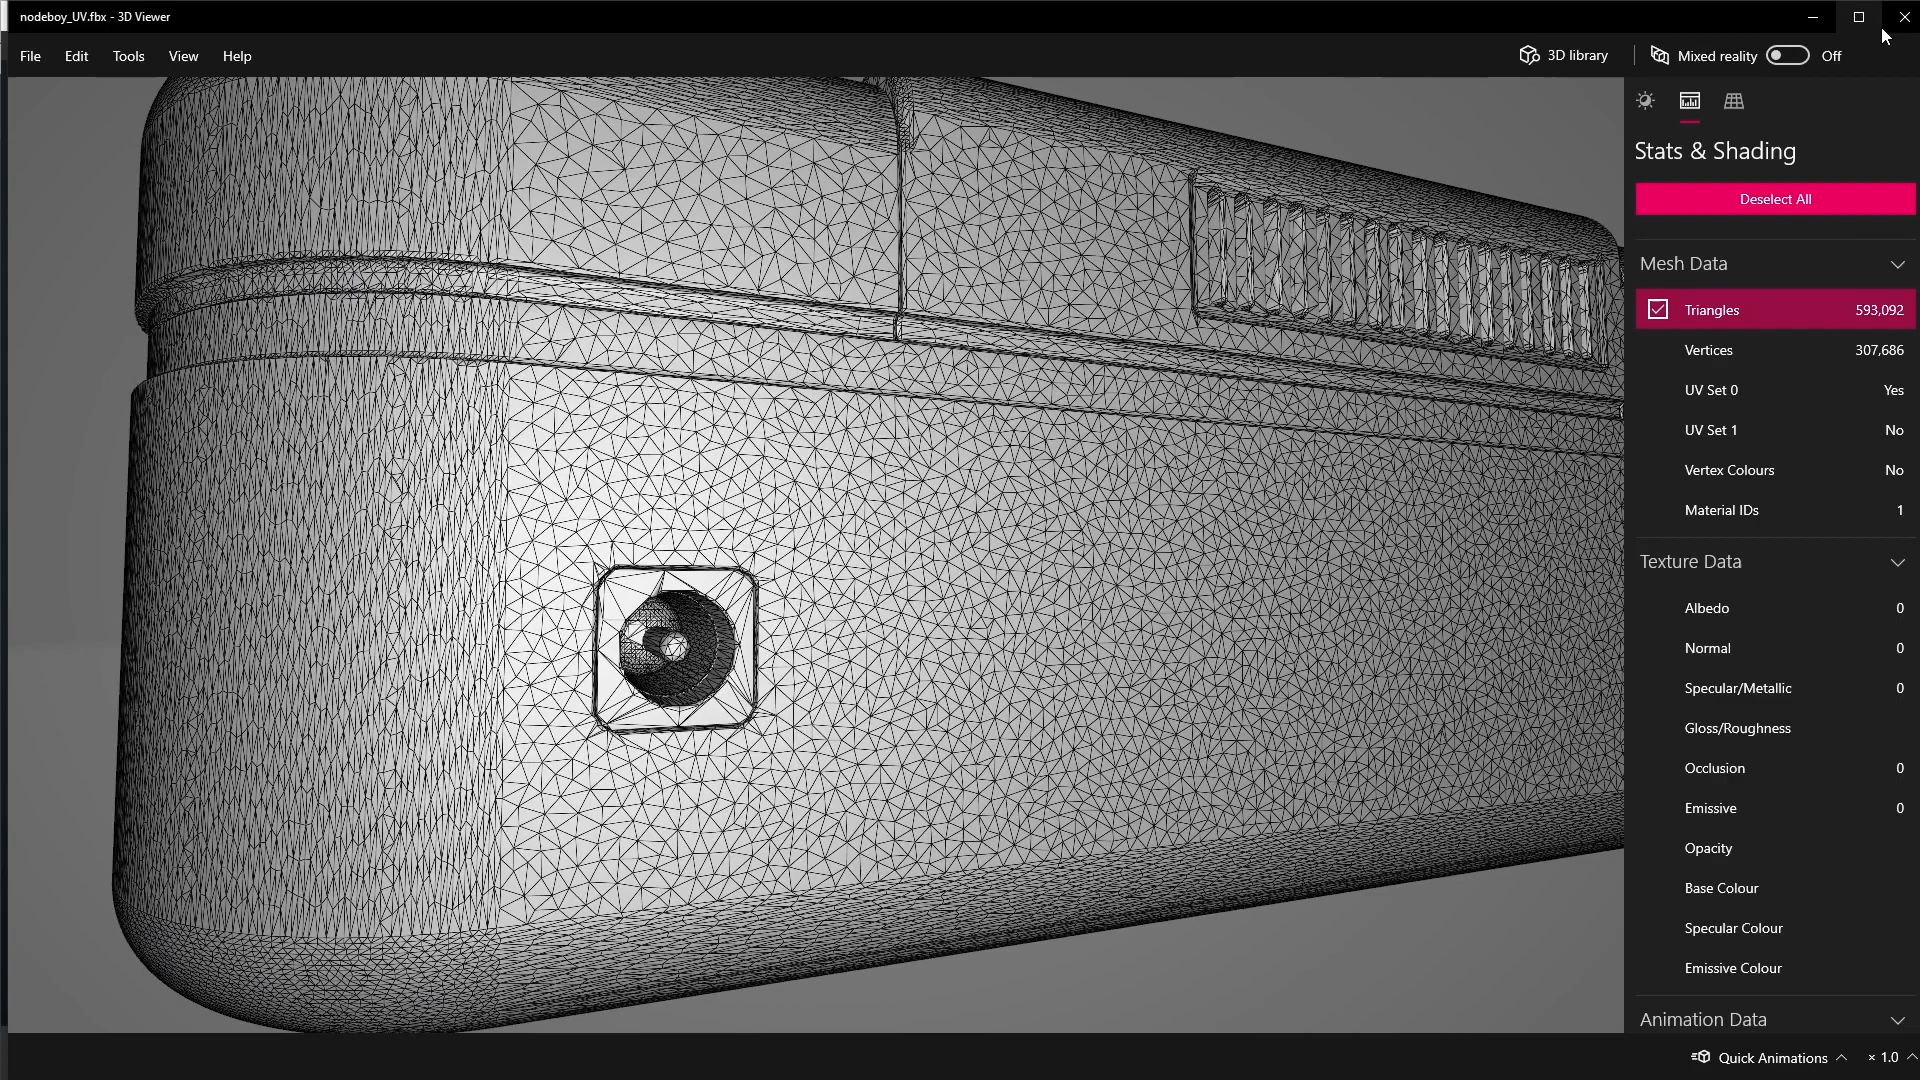 nodeboy_UV.fbx - 3D Viewer
File Edit Tools View Help
3D library
Mixed reality Off
Stats & Shading
Deselect All
Mesh Data
Triangles 593,092
Vertices 307,686
UV Set 0 Yes
UV Set 1 No
Vertex Colours No
Material IDs 1
Texture Data
Albedo 0
Normal 0
Specular/Metallic 0
Gloss/Roughness
Occlusion 0
Emissive 0
Opacity
Base Colour
Specular Colour
Emissive Colour
Animation Data
Quick Animations × 1.0